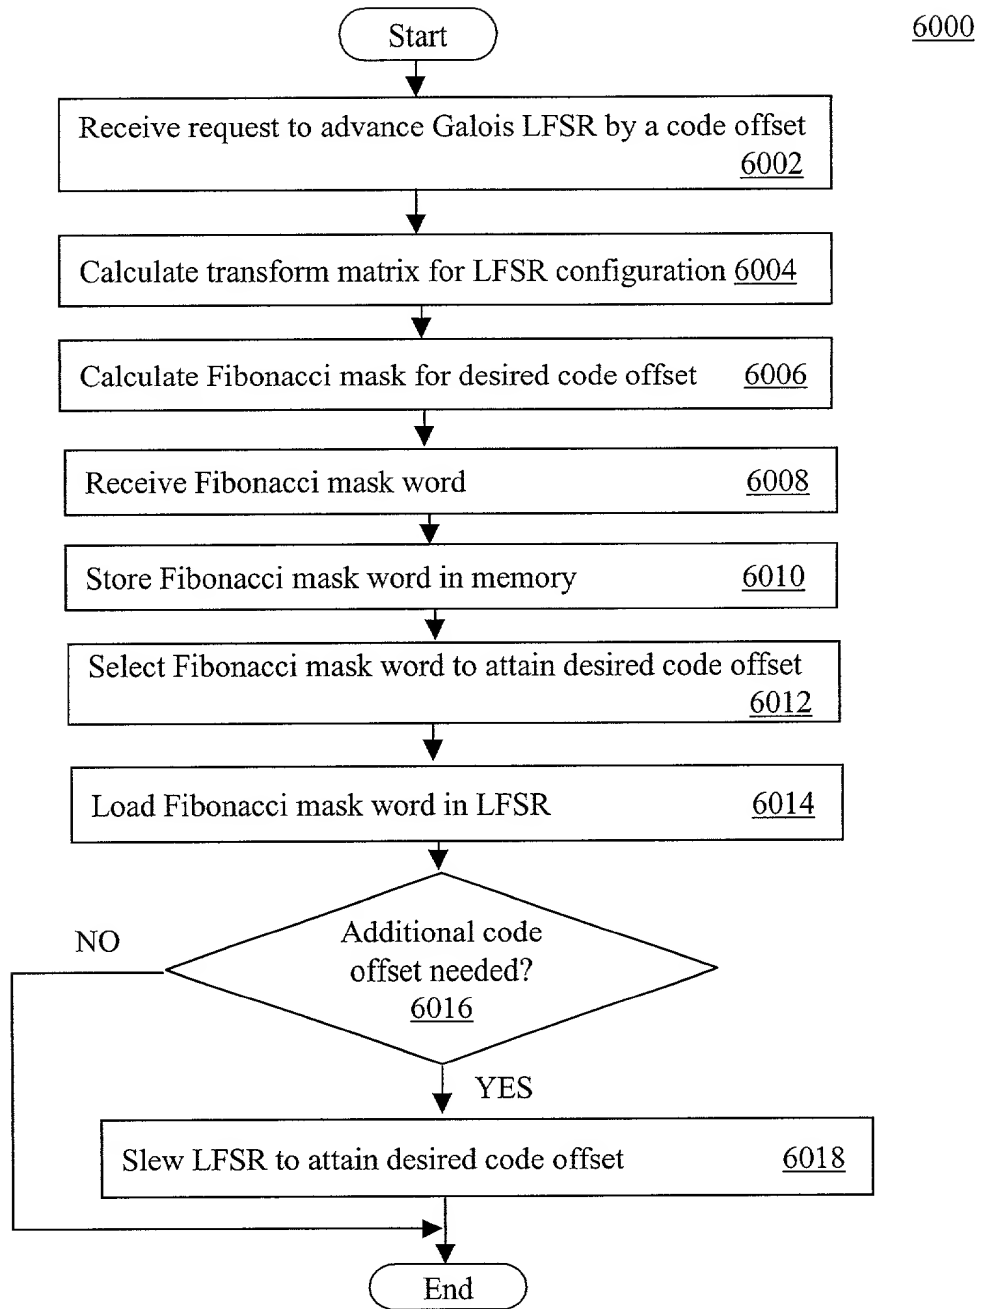 6000
Start
Receive request to advance Galois LFSR by a code offset
6002
Calculate transform matrix for LFSR configuration 6004
Calculate Fibonacci mask for desired code offset 6006
Receive Fibonacci mask word 6008
Store Fibonacci mask word in memory 6010
Select Fibonacci mask word to attain desired code offset
6012
Load Fibonacci mask word in LFSR 6014
NO
Additional code
offset needed?
6016
YES
Slew LFSR to attain desired code offset 6018
End